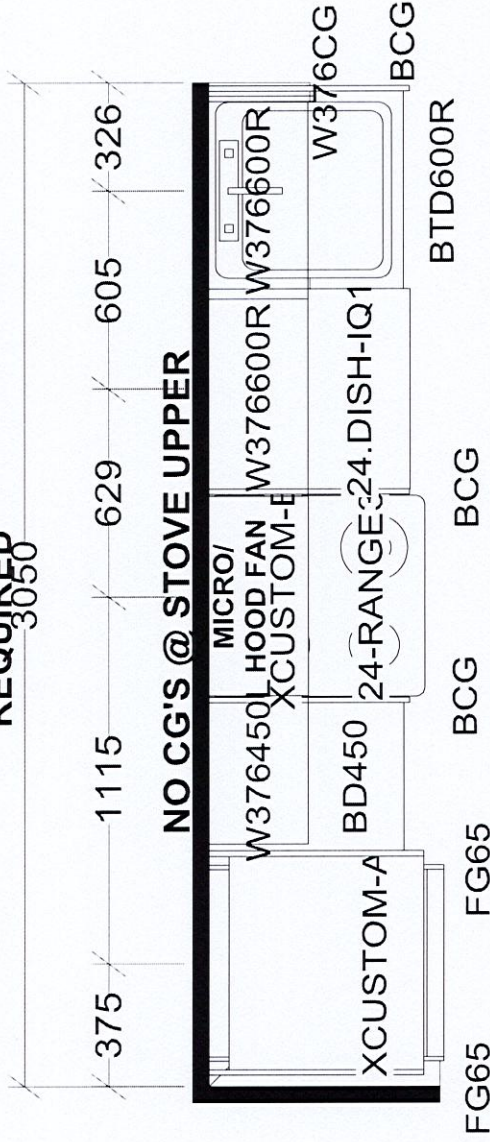 REQUIRED
3050
375
1115
629
605
326
NO CG'S @ STOVE UPPER
MICRO/
HOOD FAN
W376450L
XCUSTOM-B
W376600R
W376600R
W376CG
XCUSTOM-A
BD450
24-RANGE
24.DISH-IQ1
BTD600R
BCG
FG65
FG65
BCG
BCG